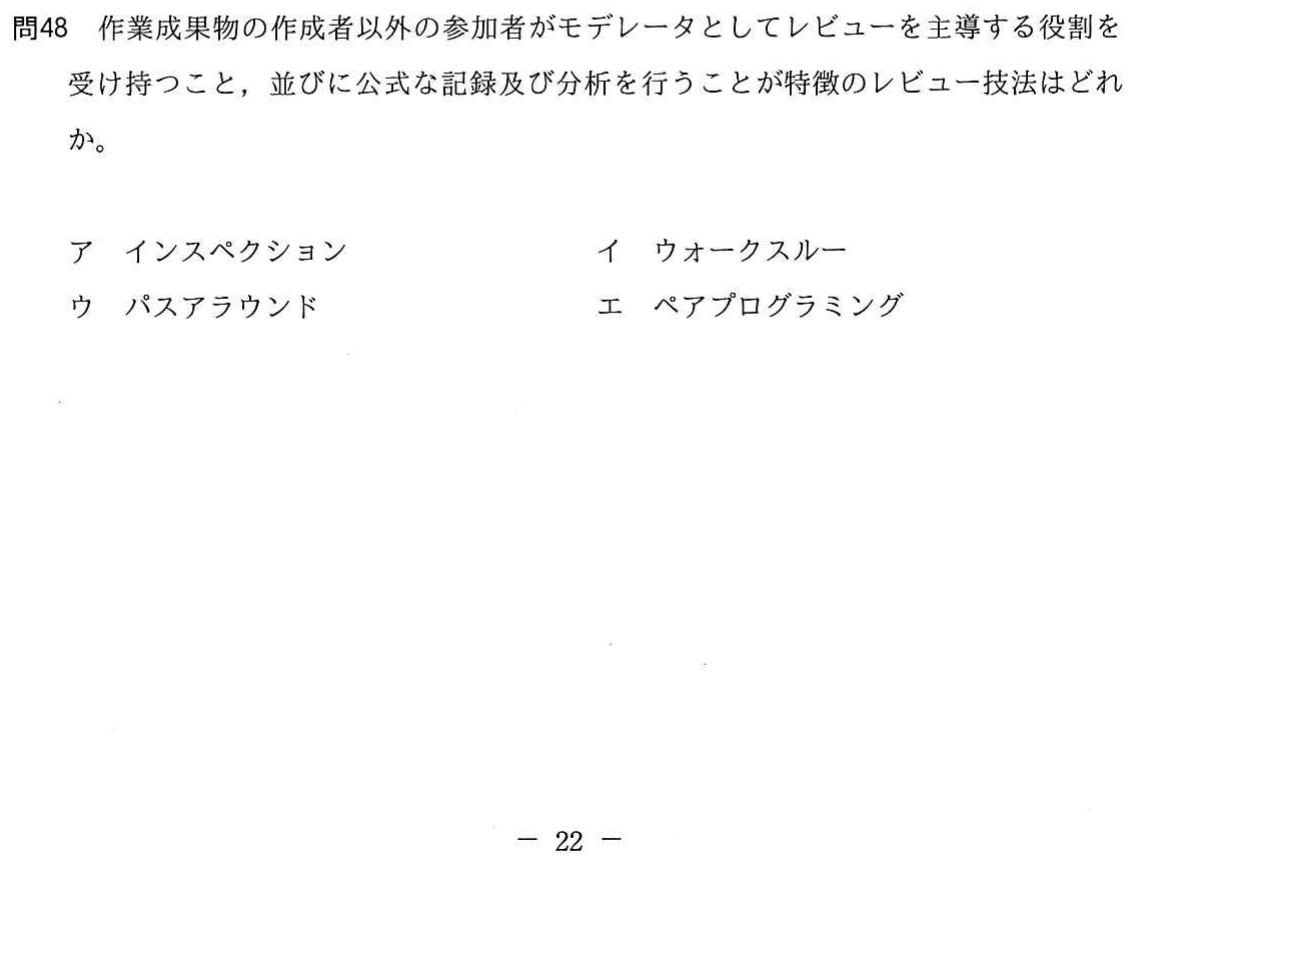 問48 作業成果物の作成者以外の参加者がモデレータとしてレビューを主導する役割を
受け持つこと，並びに公式な記録及び分析を行うことが特徴のレビュー技法はどれ
か。
ア インスペクション イ ウォークスルー
ウ パスアラウンド エ ペアプログラミング
－ 22 －